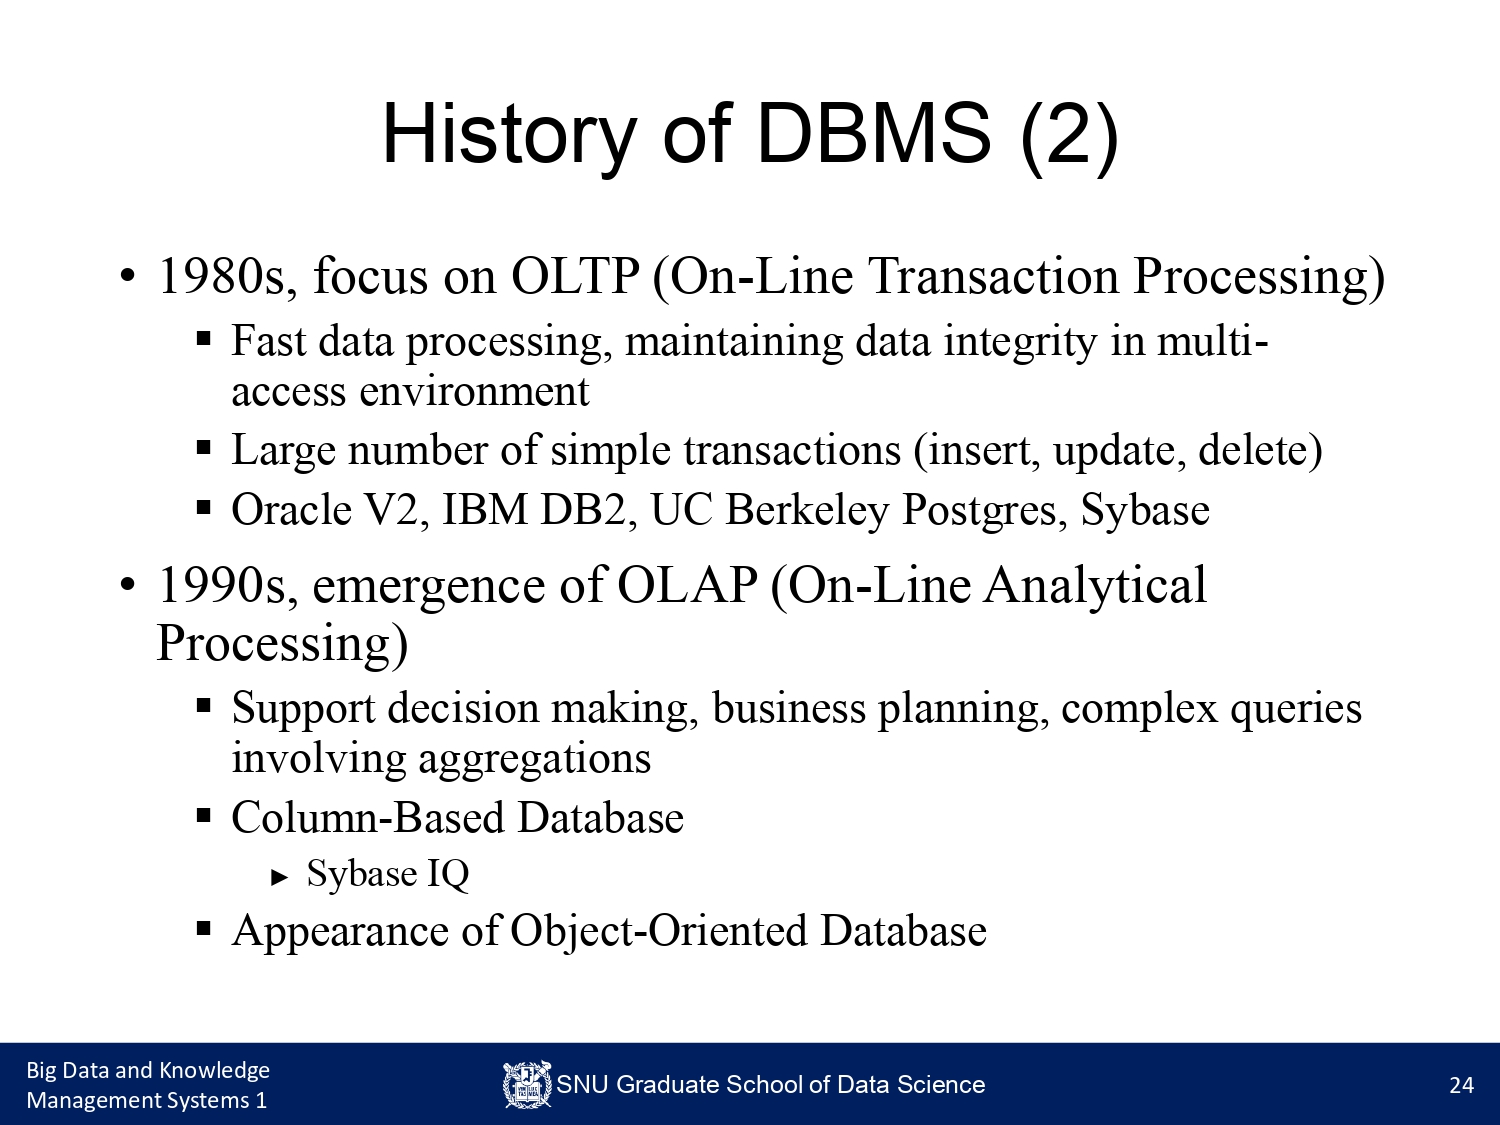 History of DBMS (2)
• 1980s, focus on OLTP (On-Line Transaction Processing)
▪ Fast data processing, maintaining data integrity in multi-
access environment
▪ Large number of simple transactions (insert, update, delete)
▪ Oracle V2, IBM DB2, UC Berkeley Postgres, Sybase
• 1990s, emergence of OLAP (On-Line Analytical
Processing)
▪ Support decision making, business planning, complex queries
involving aggregations
▪ Column-Based Database
► Sybase IQ
▪ Appearance of Object-Oriented Database
Big Data and Knowledge
Management Systems 1
SNU Graduate School of Data Science
24